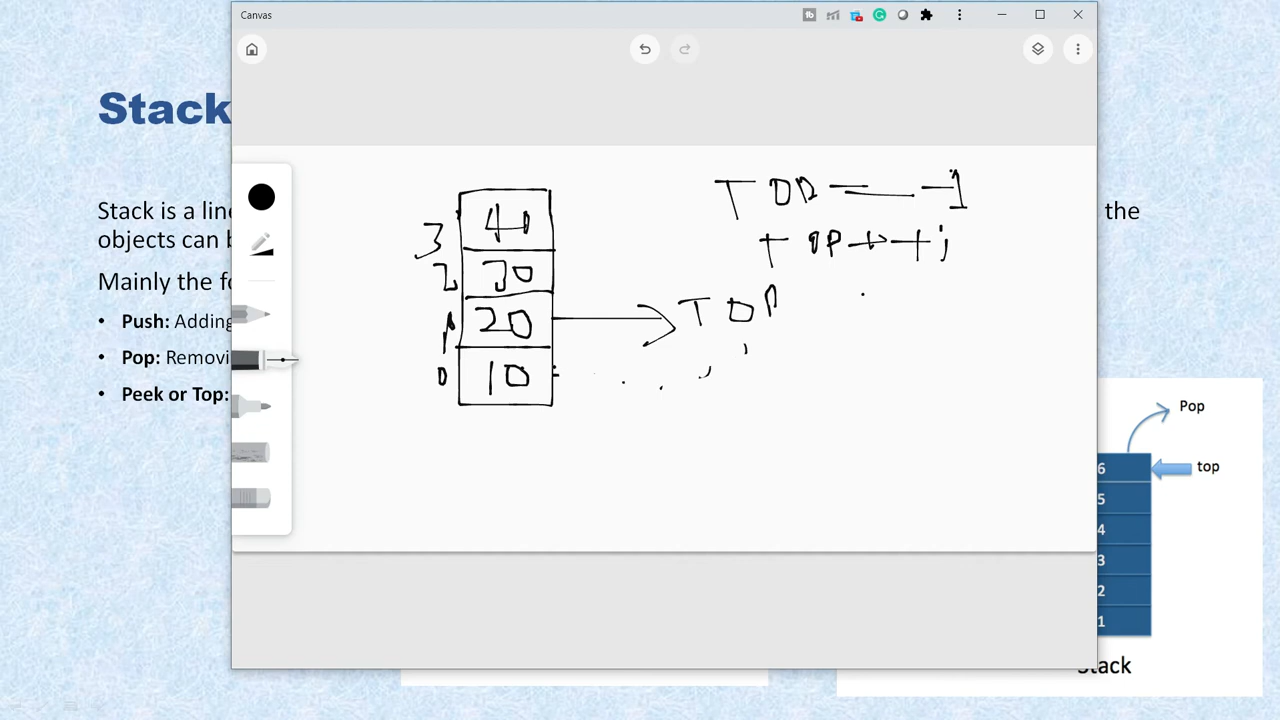 Canvas
Stack
Stack is a line
the
objects can b
Mainly the fo
• Push: Adding
• Pop: Removi
• Peek or Top:
3 40
2 30
1 20
0 10
TOP = -1
top++;
TOP
Pop
6 top
5
4
3
2
1
Stack